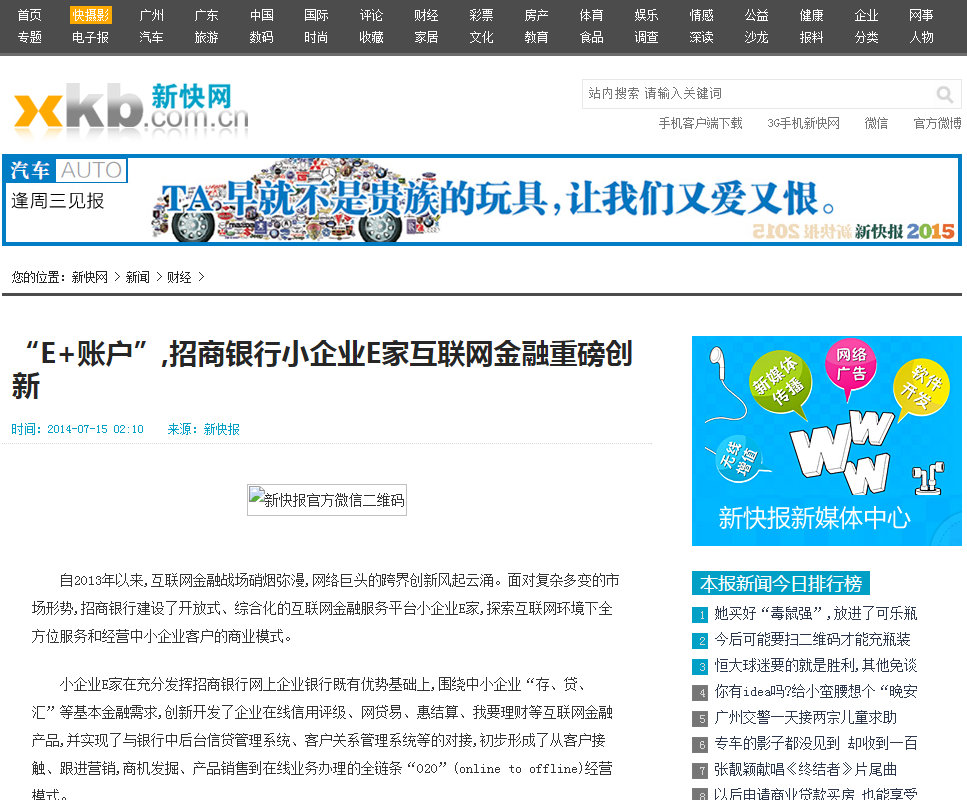 首页 快摄影 广州 广东 中国 国际 评论 财经 彩票 房产 体育 娱乐 情感 公益 健康 企业 网事
专题 电子报 汽车 旅游 数码 时尚 收藏 家居 文化 教育 食品 调查 深读 沙龙 报料 分类 人物
xkb.com.cn 新快网
站内搜索 请输入关键词
手机客户端下载 3G手机新快网 微信 官方微博
汽车 AUTO
逢周三见报
TA早就不是贵族的玩具,让我们又爱又恨。
新快报2015
您的位置: 新快网 > 新闻 > 财经 >
“E+账户”,招商银行小企业E家互联网金融重磅创
新
时间: 2014-07-15 02:10 来源: 新快报
新快报官方微信二维码
自2013年以来,互联网金融战场硝烟弥漫,网络巨头的跨界创新风起云涌。面对复杂多变的市
场形势,招商银行建设了开放式、综合化的互联网金融服务平台小企业E家,探索互联网环境下全
方位服务和经营中小企业客户的商业模式。
小企业E家在充分发挥招商银行网上企业银行既有优势基础上,围绕中小企业“存、贷、
汇”等基本金融需求,创新开发了企业在线信用评级、网贷易、惠结算、我要理财等互联网金融
产品,并实现了与银行中后台信贷管理系统、客户关系管理系统等的对接,初步形成了从客户接
触、跟进营销,商机发掘、产品销售到在线业务办理的全链条“O2O”(online to offline)经营
模式。
新媒体
传播
网络
广告
软件
开发
无线
增值
WWW
新快报新媒体中心
本报新闻今日排行榜
1 她买好“毒鼠强”,放进了可乐瓶
2 今后可能要扫二维码才能充瓶装
3 恒大球迷要的就是胜利,其他免谈
4 你有idea吗?给小蛮腰想个“晚安
5 广州交警一天接两宗儿童求助
6 专车的影子都没见到 却收到一百
7 张靓颖献唱《终结者》片尾曲
8 以后申请商业贷款买房 也能享受